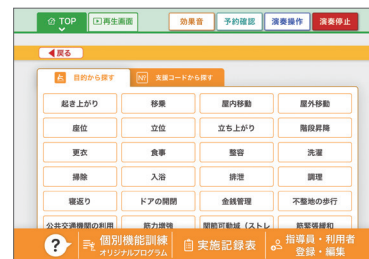 TOP 再生画面 効果音 予約確認 演奏操作 演奏停止
戻る
目的から探す 支援コードから探す
起き上がり 移乗 屋内移動 屋外移動
座位 立位 立ち上がり 階段昇降
更衣 食事 整容 洗濯
掃除 入浴 排泄 調理
寝返り ドアの開閉 金銭管理 不整地の歩行
公共交通機関の利用 筋力増強 関節可動域（ストレ 筋緊張緩和
? 個別機能訓練 実施記録表 指導員・利用者
オリジナルプログラム 登録・編集